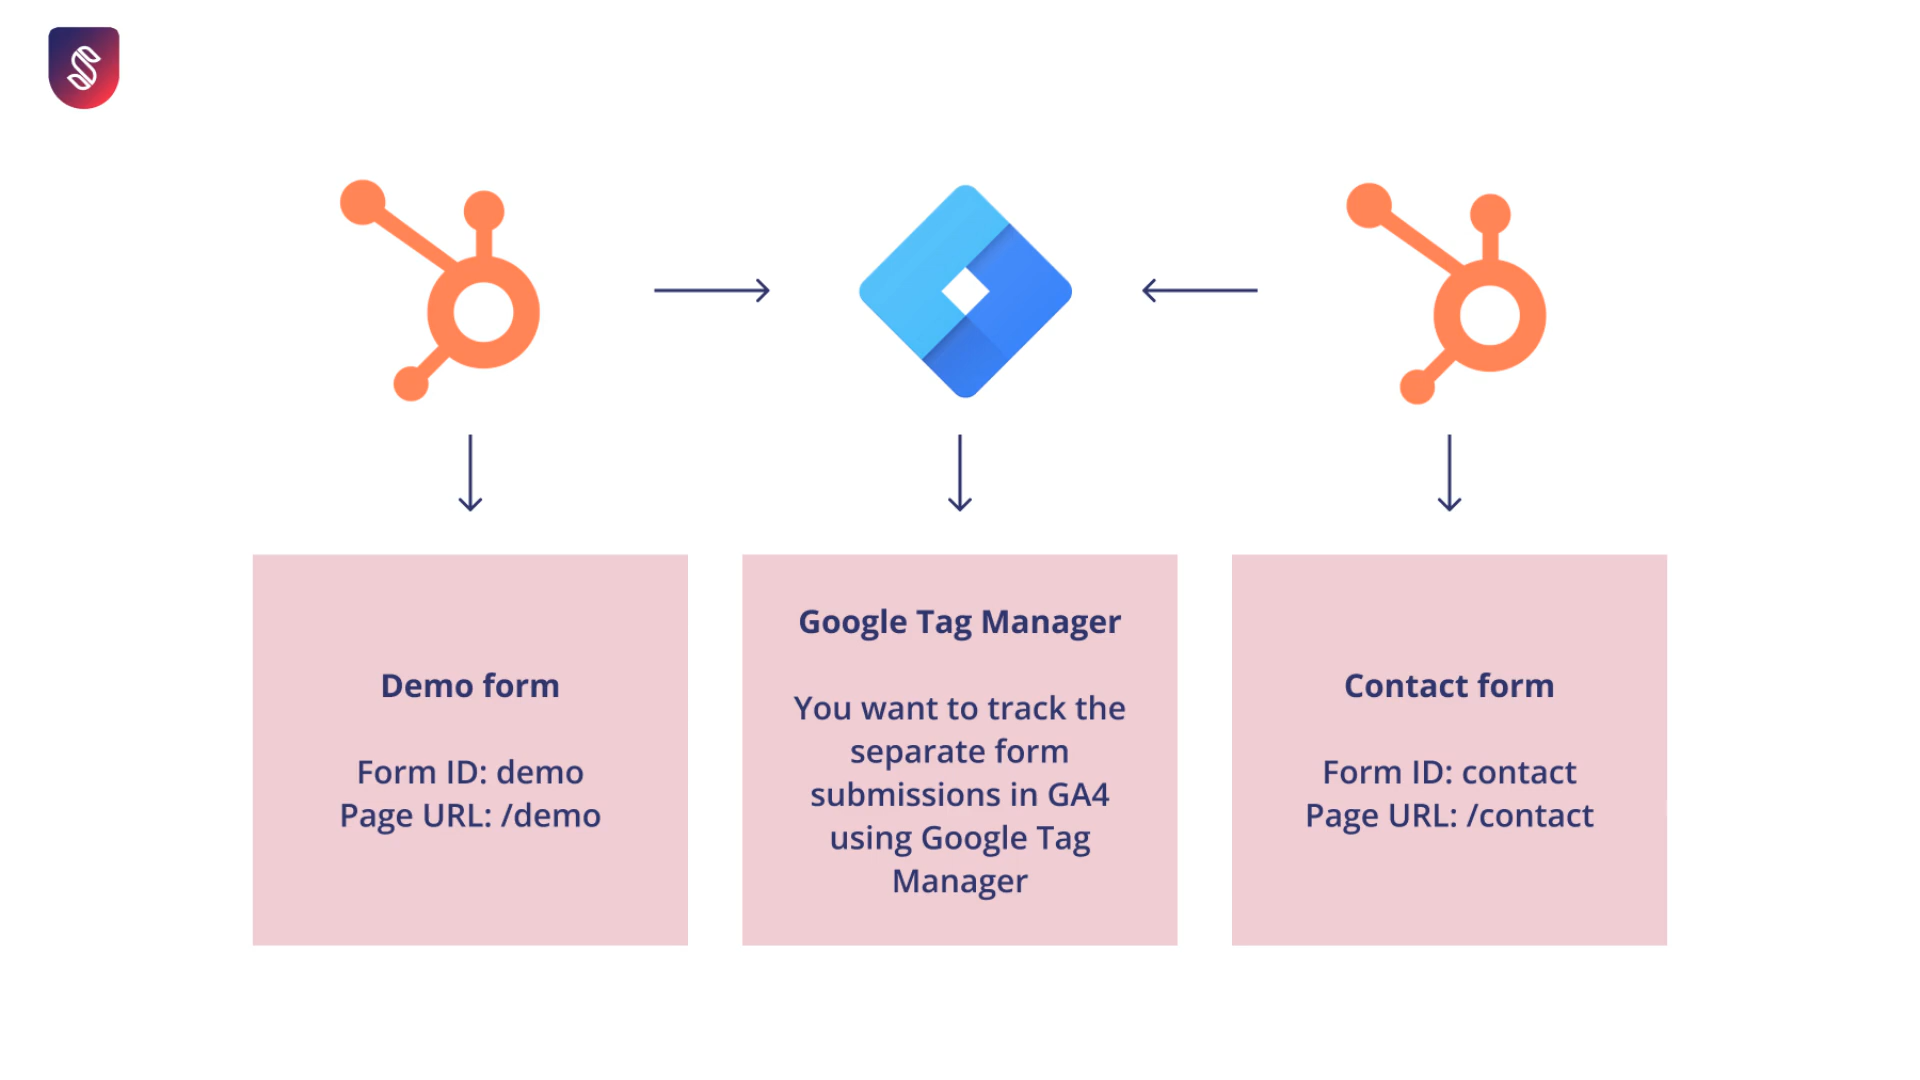 Demo form
Form ID: demo
Page URL: /demo
Google Tag Manager
You want to track the
separate form
submissions in GA4
using Google Tag
Manager
Contact form
Form ID: contact
Page URL: /contact